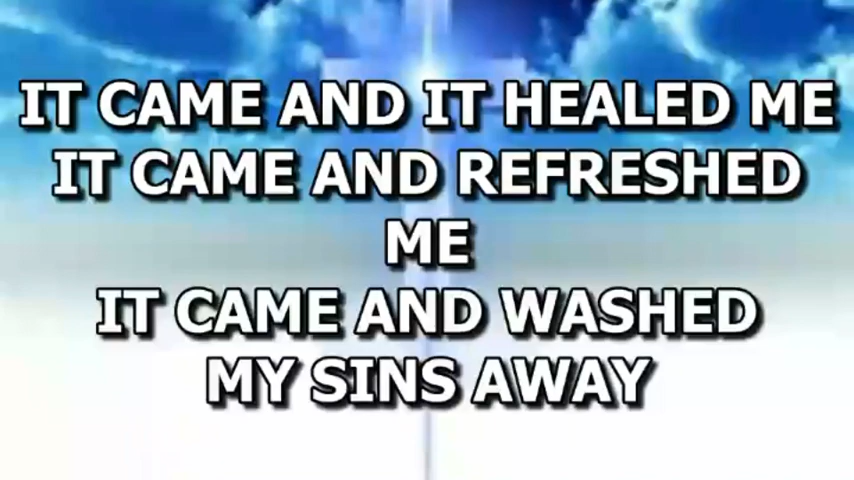 IT CAME AND IT HEALED ME
IT CAME AND REFRESHED
ME
IT CAME AND WASHED
MY SINS AWAY